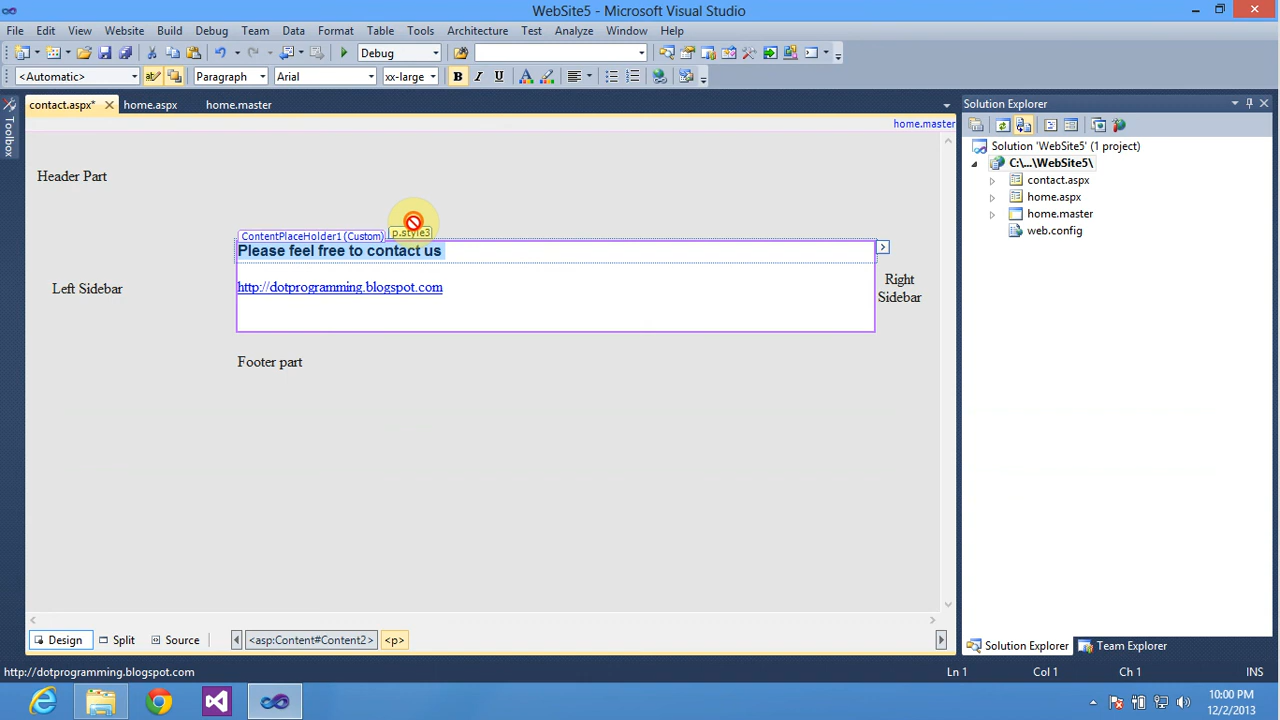 WebSite5 - Microsoft Visual Studio
File Edit View Website Build Debug Team Data Format Table Tools Test Analyze Window Help
Debug
<Automatic> Paragraph Arial xx-large B I U A
contact.aspx* home.aspx home.master
Solution Explorer
Toolbox
home.master
Solution 'WebSite5' (1 project)
C:\...\WebSite5\
contact.aspx
home.aspx
home.master
web.config
Header Part
ContentPlaceHolder1 (Custom) p.style3
Please feel free to contact us
Left Sidebar
http://dotprogramming.blogspot.com
Right
Sidebar
Footer part
Design Split Source <asp:Content#Content2> <p>
Solution Explorer Team Explorer
http://dotprogramming.blogspot.com Ln 1 Col 1 Ch 1 INS
10:00 PM
12/2/2013